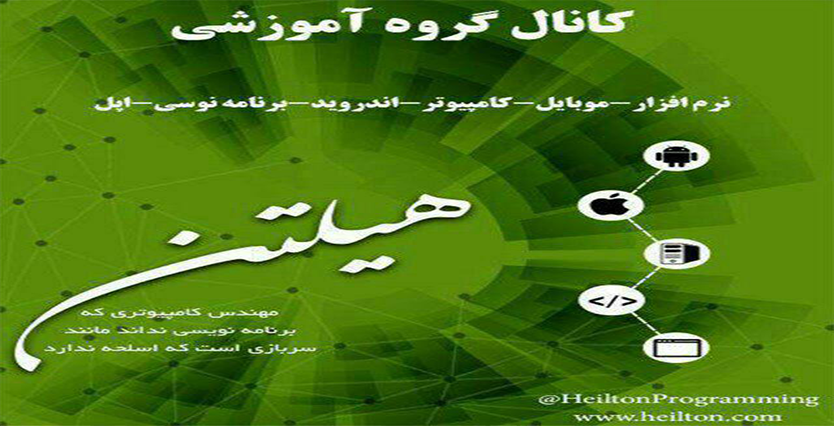 کانال گروه آموزشی
نرم افزار-موبایل-کامپیوتر-اندروید-برنامه نوسی-اپل
هیلتن
</>
مهندس کامپیوتری که
برنامه نویسی نداند مانند
سربازی است که اسلحه ندارد
@HeiltonProgramming
www.heilton.com